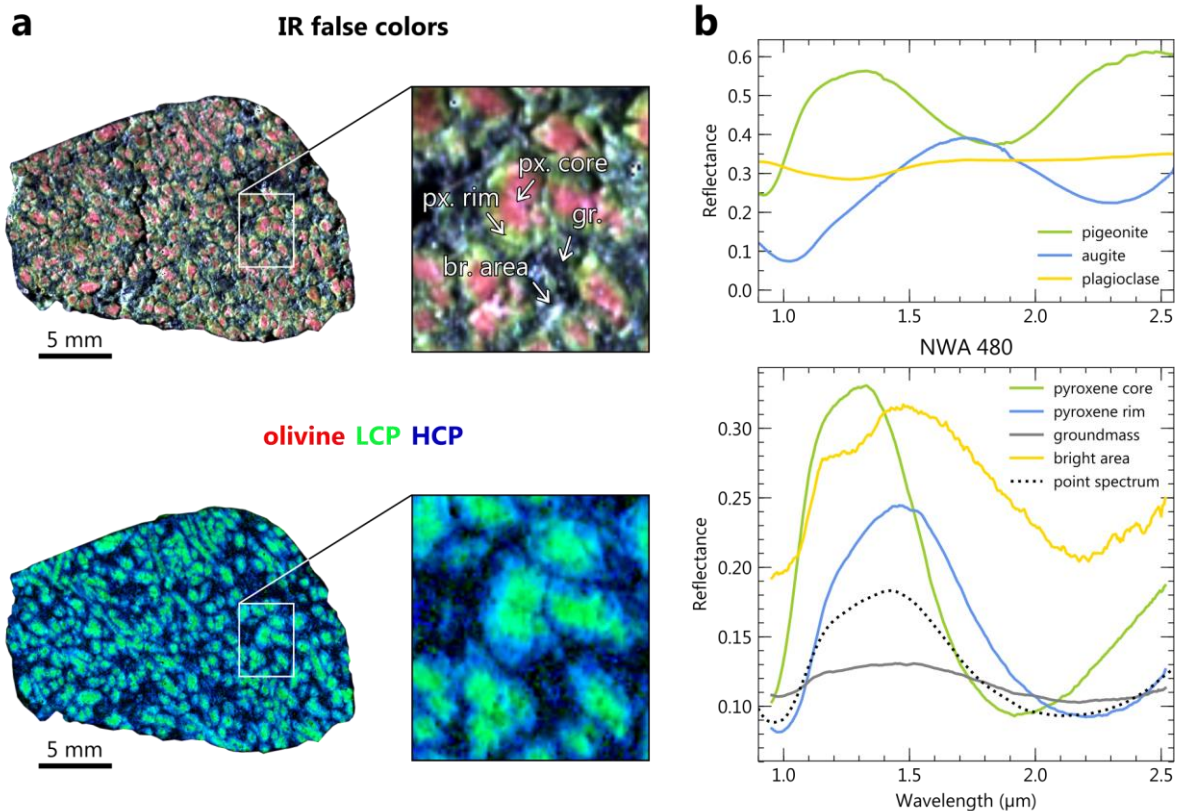 a
IR false colors
px. core
px. rim
gr.
br. area
5 mm
olivine LCP HCP
5 mm
b
0.6
0.5
0.4
0.3
0.2
0.1
0.0
Reflectance
pigeonite
augite
plagioclase
1.0
1.5
2.0
2.5
NWA 480
0.30
0.25
0.20
0.15
0.10
Reflectance
pyroxene core
pyroxene rim
groundmass
bright area
point spectrum
1.0
1.5
2.0
2.5
Wavelength (μm)